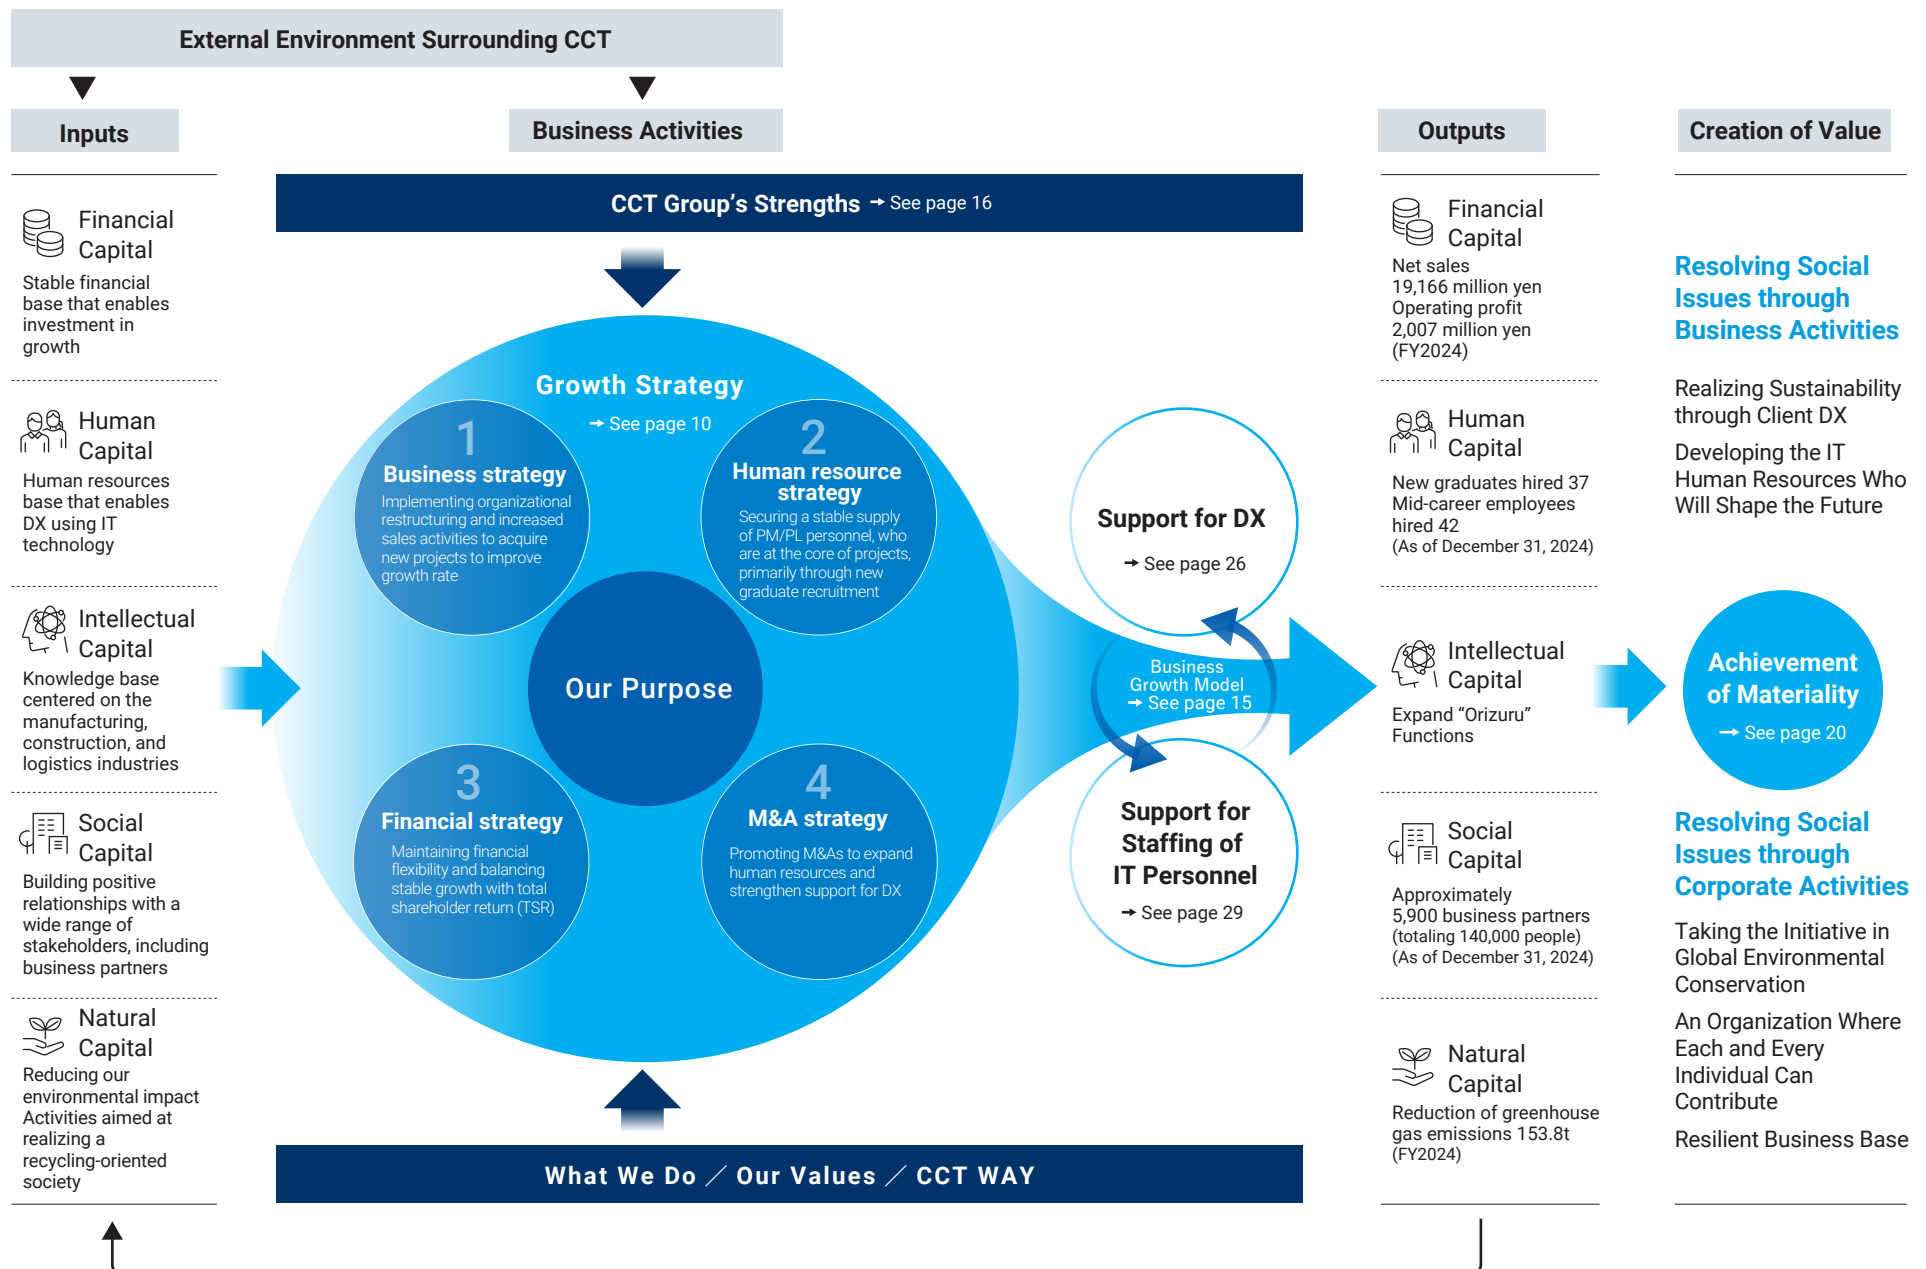 External Environment Surrounding CCT
Inputs
Financial
Capital
Stable financial
base that enables
investment in
growth
Human
Capital
Human resources
base that enables
DX using IT
technology
Intellectual
Capital
Knowledge base
centered on the
manufacturing,
construction, and
logistics industries
Social
Capital
Building positive
relationships with a
wide range of
stakeholders, including
business partners
Natural
Capital
Reducing our
environmental impact
Activities aimed at
realizing a
recycling-oriented
society
Business Activities
CCT Group's Strengths → See page 16
Growth Strategy
→ See page 10
1
Business strategy
Implementing organizational
restructuring and increased
sales activities to acquire
new projects to improve
growth rate
2
Human resource
strategy
Securing a stable supply
of PM/PL personnel, who
are at the core of projects,
primarily through new
graduate recruitment
Our Purpose
3
Financial strategy
Maintaining financial
flexibility and balancing
stable growth with total
shareholder return (TSR)
4
M&A strategy
Promoting M&As to expand
human resources and
strengthen support for DX
Support for DX
→ See page 26
Business
Growth Model
→ See page 15
Support for
Staffing of
IT Personnel
→ See page 29
What We Do ／ Our Values ／ CCT WAY
Outputs
Financial
Capital
Net sales
19,166 million yen
Operating profit
2,007 million yen
(FY2024)
Human
Capital
New graduates hired 37
Mid-career employees
hired 42
(As of December 31, 2024)
Intellectual
Capital
Expand “Orizuru”
Functions
Social
Capital
Approximately
5,900 business partners
(totaling 140,000 people)
(As of December 31, 2024)
Natural
Capital
Reduction of greenhouse
gas emissions 153.8t
(FY2024)
Creation of Value
Resolving Social
Issues through
Business Activities
Realizing Sustainability
through Client DX
Developing the IT
Human Resources Who
Will Shape the Future
Achievement
of Materiality
→ See page 20
Resolving Social
Issues through
Corporate Activities
Taking the Initiative in
Global Environmental
Conservation
An Organization Where
Each and Every
Individual Can
Contribute
Resilient Business Base